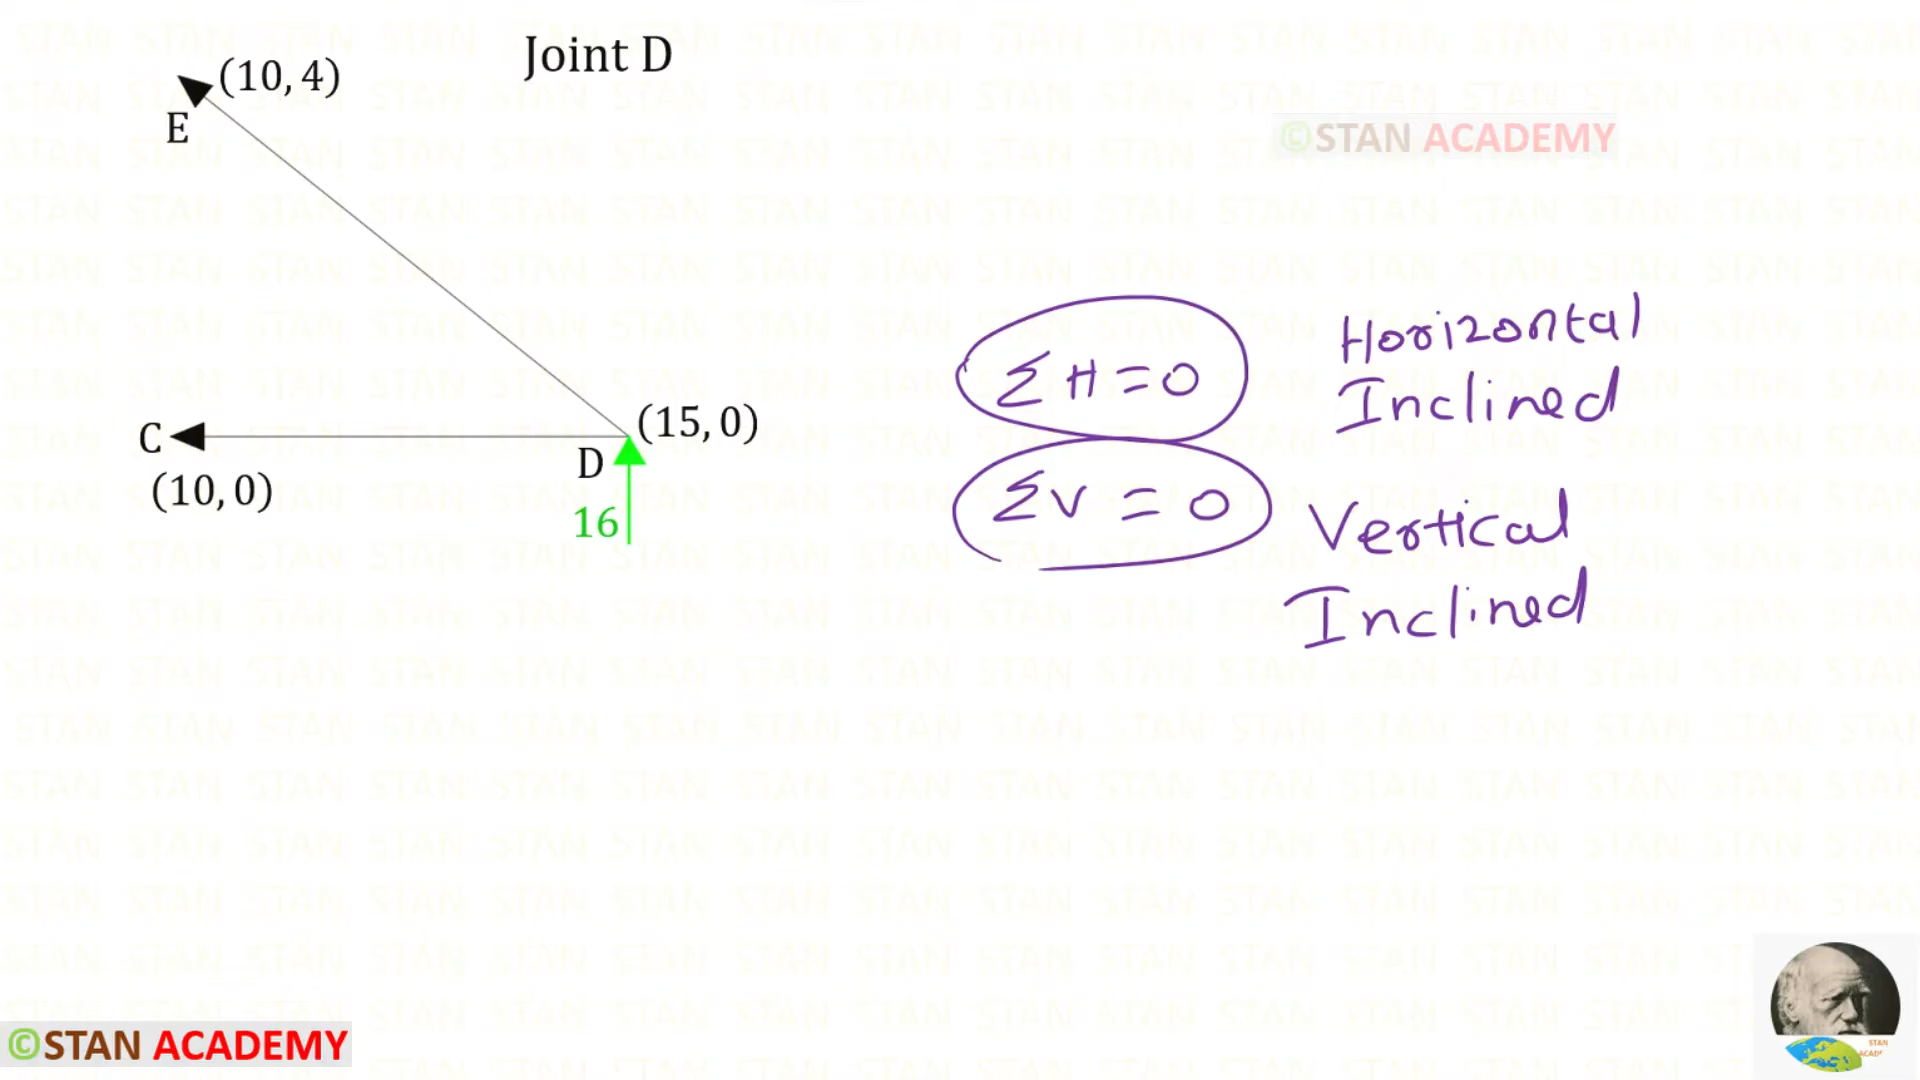 Joint D
(10, 4)
E
©STAN ACADEMY
Horizontal
ΣH=0
Inclined
(15, 0)
C
D
(10, 0)
ΣV=0
Vertical
16
Inclined
©STAN ACADEMY
STAN